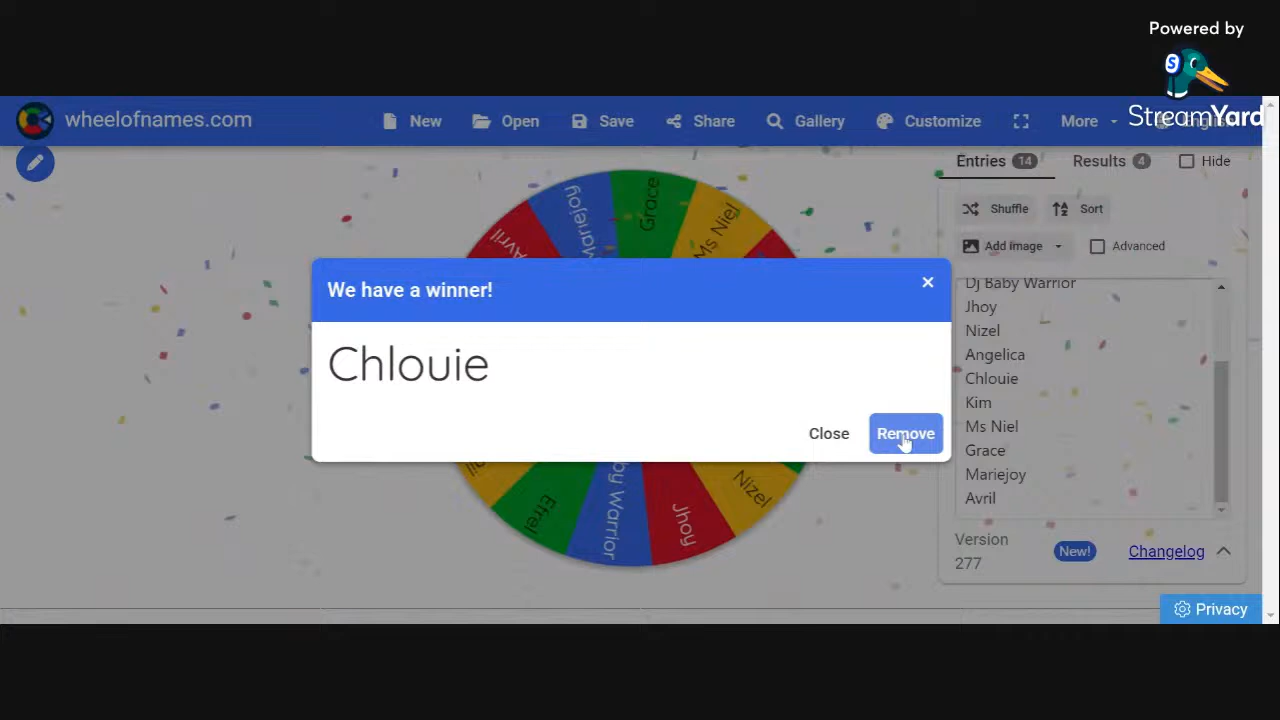 Powered by
S
StreamYard
wheelofnames.com
New
Open
Save
Share
Gallery
Customize
More
Entries 14
Results 4
Hide
Shuffle
Sort
Add image
Advanced
Dj Baby Warrior
Jhoy
Nizel
Angelica
Chlouie
Kim
Ms Niel
Grace
Mariejoy
Avril
Version
277
New!
Changelog
Privacy
Avril
Mariejoy
Grace
Ms Niel
We have a winner!
×
Chlouie
Close
Remove
Efrel
by Warrior
Jhoy
Nizel